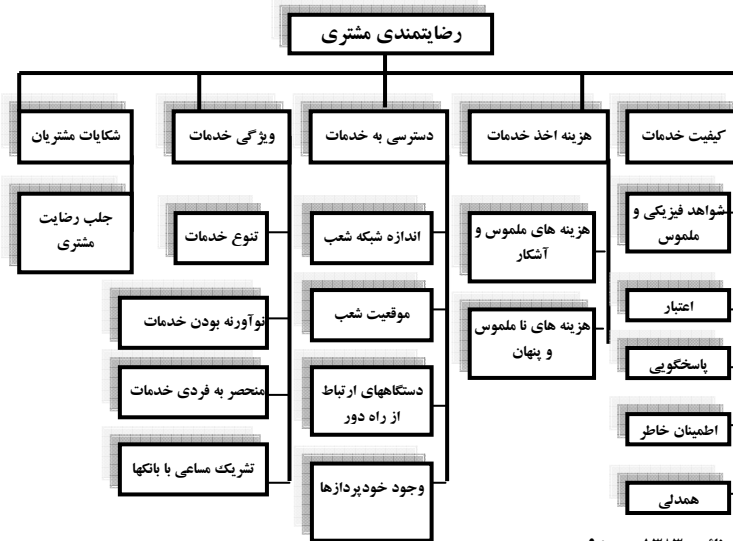 رضایتمندی مشتری
کیفیت خدمات
هزینه اخذ خدمات
دسترسی به خدمات
ویژگی خدمات
شکایات مشتریان
شواهد فیزیکی و
ملموس
اعتبار
پاسخگویی
اطمینان خاطر
همدلی
هزینه های ملموس و
آشکار
هزینه های نا ملموس
و پنهان
اندازه شبکه شعب
موقعیت شعب
دستگاههای ارتباط
از راه دور
وجود خودپردازها
تنوع خدمات
نوآورنه بودن خدمات
منحصر به فردی خدمات
تشریک مساعی با بانکها
جلب رضایت
مشتری